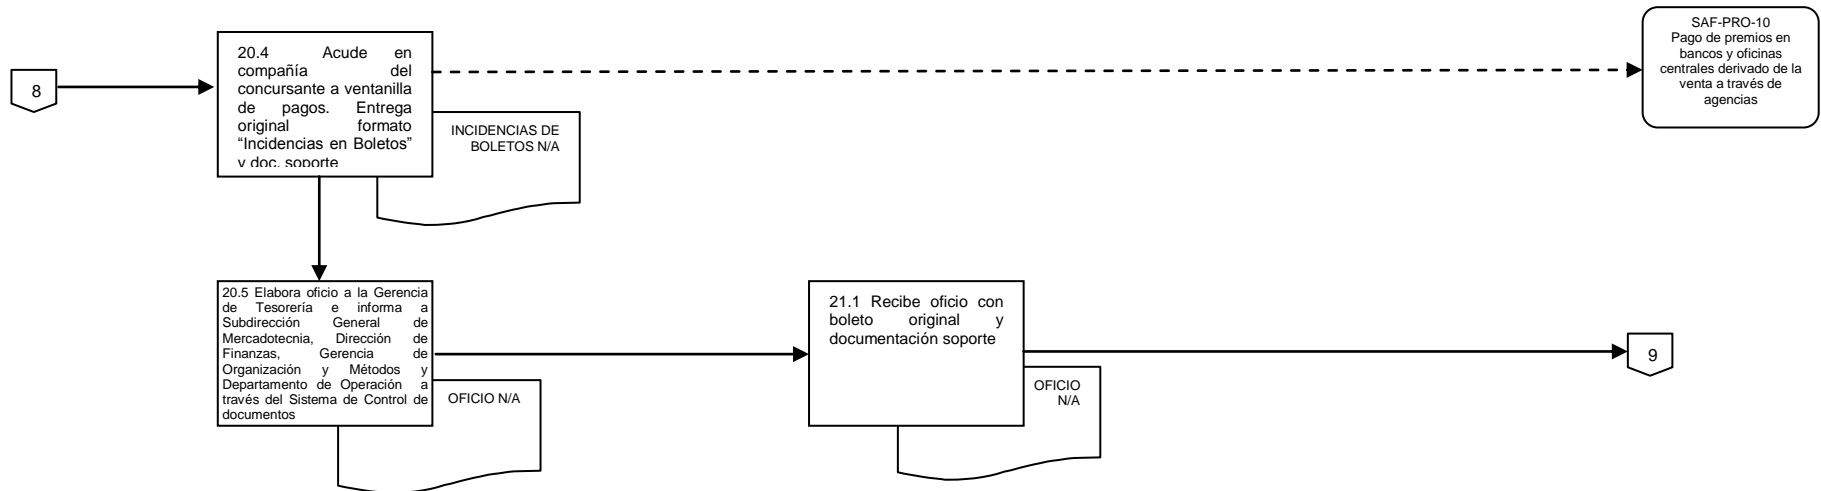 8
20.4 Acude en
compañía del
concursante a ventanilla
de pagos. Entrega
original formato
“Incidencias en Boletos”
y doc. soporte
INCIDENCIAS DE
BOLETOS N/A
SAF-PRO-10
Pago de premios en
bancos y oficinas
centrales derivado de la
venta a través de
agencias
20.5 Elabora oficio a la Gerencia
de Tesorería e informa a
Subdirección General de
Mercadotecnia, Dirección de
Finanzas, Gerencia de
Organización y Métodos y
Departamento de Operación a
través del Sistema de Control de
documentos
OFICIO N/A
21.1 Recibe oficio con
boleto original y
documentación soporte
OFICIO
N/A
9